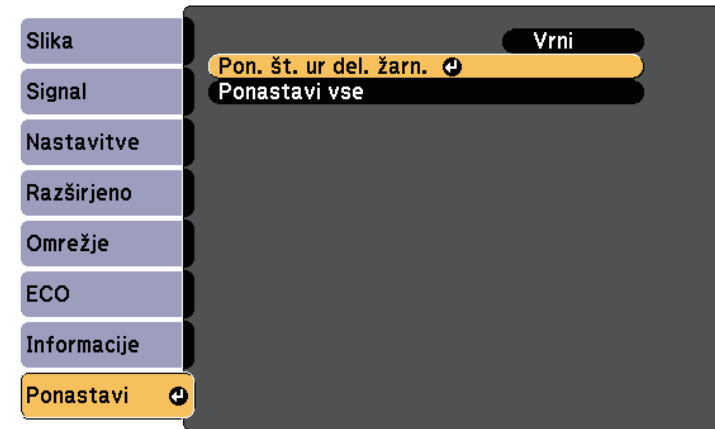 Slika
Signal
Nastavitve
Razširjeno
Omrežje
ECO
Informacije
Ponastavi
Vrni
Pon. št. ur del. žarn.
Ponastavi vse